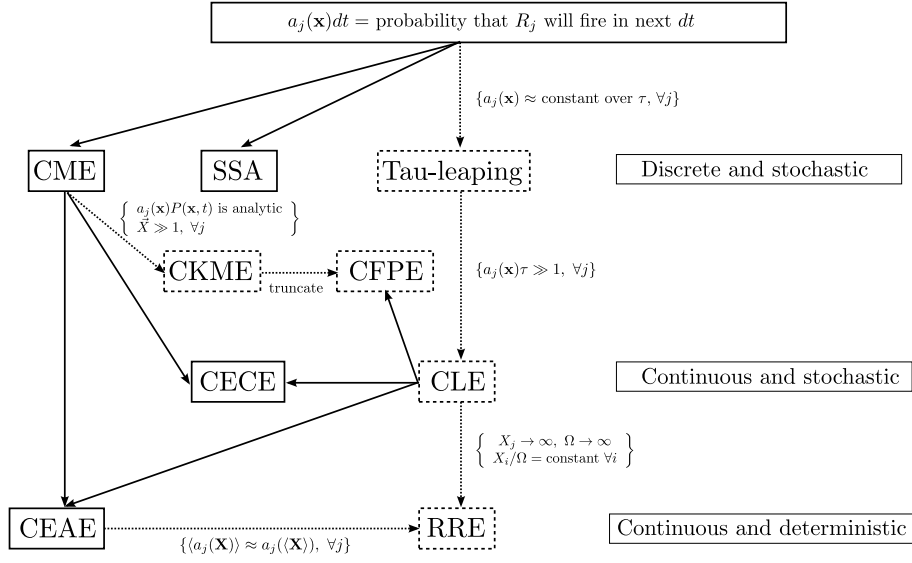 a_j(𝐱)dt = probability that R_j will fire in next dt
{a_j(𝐱) ≈ constant over τ, ∀j}
CME
SSA
Tau-leaping
Discrete and stochastic
a_j(𝐱)P(𝐱, t) is analytic
X⃗ ≫ 1, ∀j
CKME
truncate
CFPE
{a_j(𝐱)τ ≫ 1, ∀j}
CECE
CLE
Continuous and stochastic
X_j → ∞, Ω → ∞
X_i/Ω = constant ∀i
CEAE
{⟨a_j(𝐗)⟩ ≈ a_j(⟨𝐗⟩), ∀j}
RRE
Continuous and deterministic